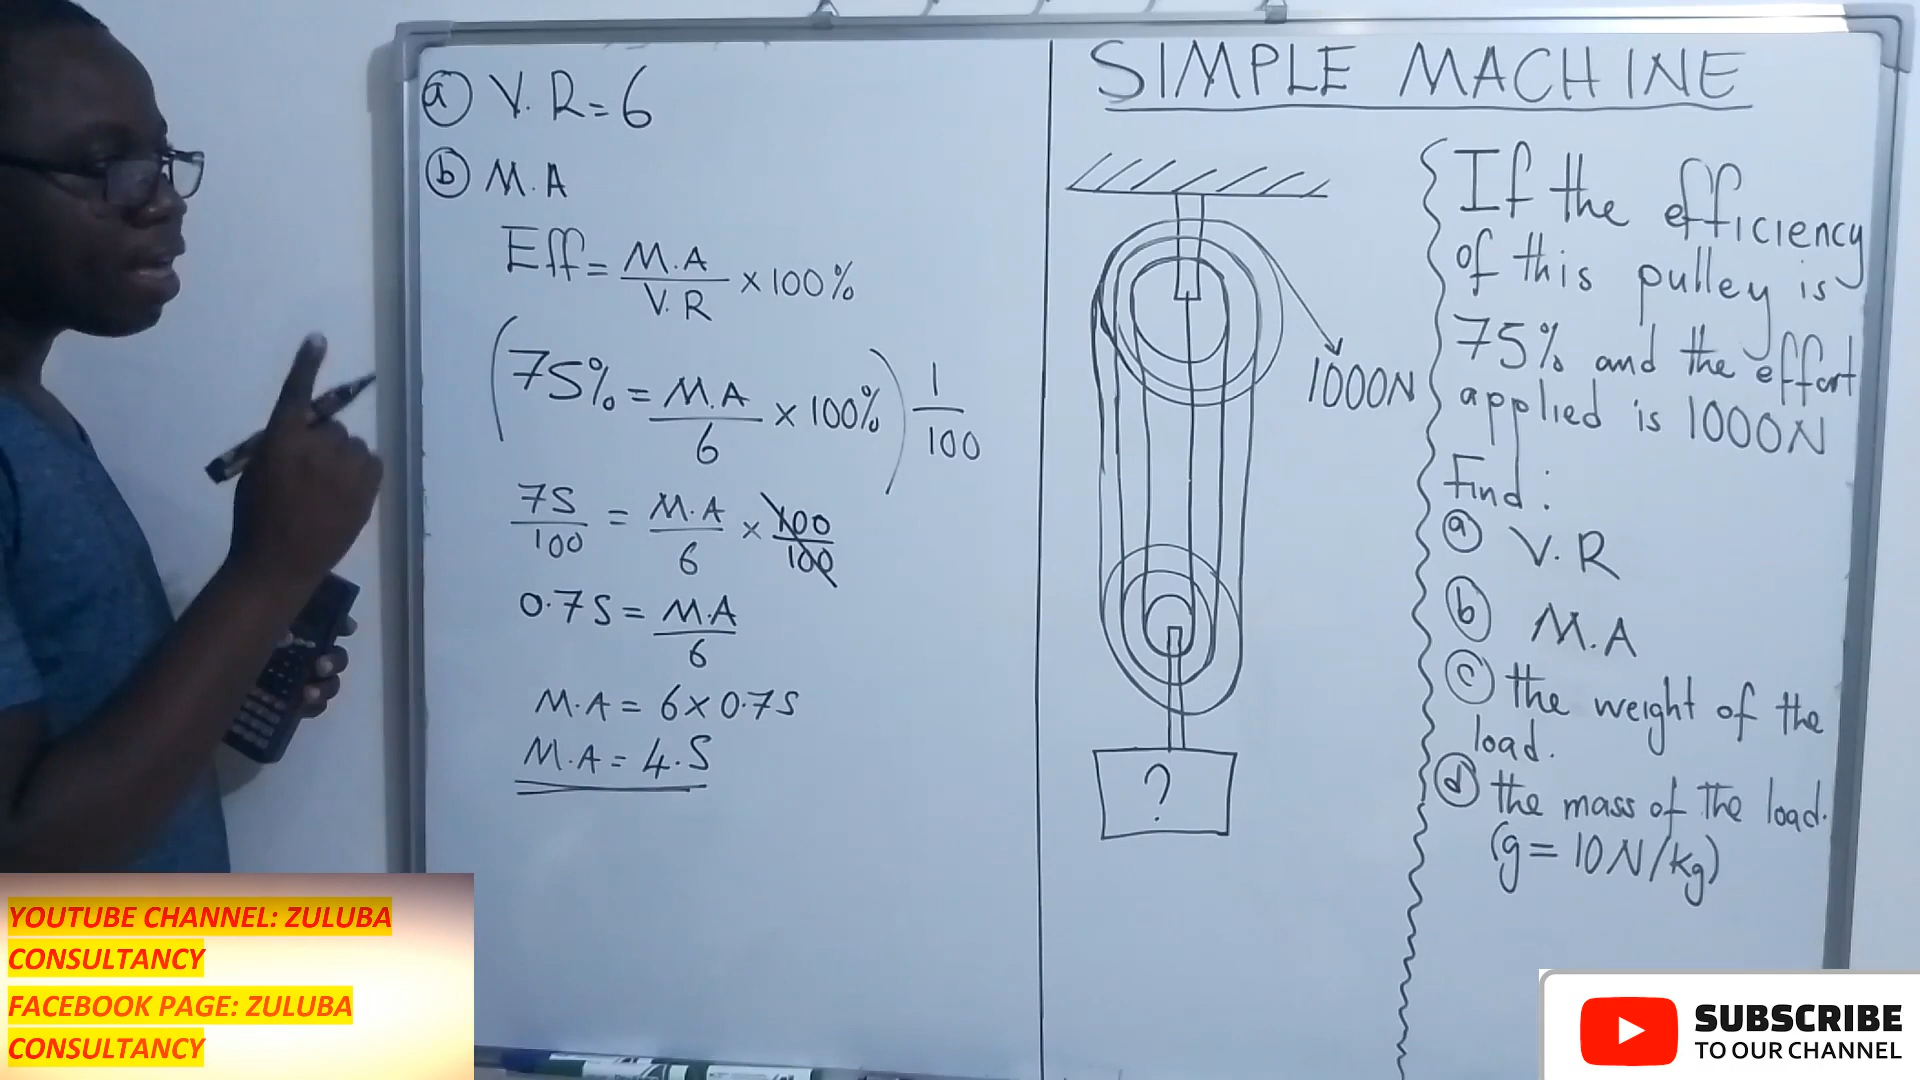 (a) V.R = 6
(b) M.A
Eff = M.A/V.R × 100%
(75% = M.A/6 × 100%) 1/100
75/100 = M.A/6 × 100/100
0.75 = M.A/6
M.A = 6 × 0.75
M.A = 4.5
SIMPLE MACHINE
1000N
?
If the efficiency
of this pulley is
75% and the effort
applied is 1000N
Find:
(a) V.R
(b) M.A
(c) the weight of the
load.
(d) the mass of the load.
(g = 10N/kg)
YOUTUBE CHANNEL: ZULUBA
CONSULTANCY
FACEBOOK PAGE: ZULUBA
CONSULTANCY
SUBSCRIBE
TO OUR CHANNEL